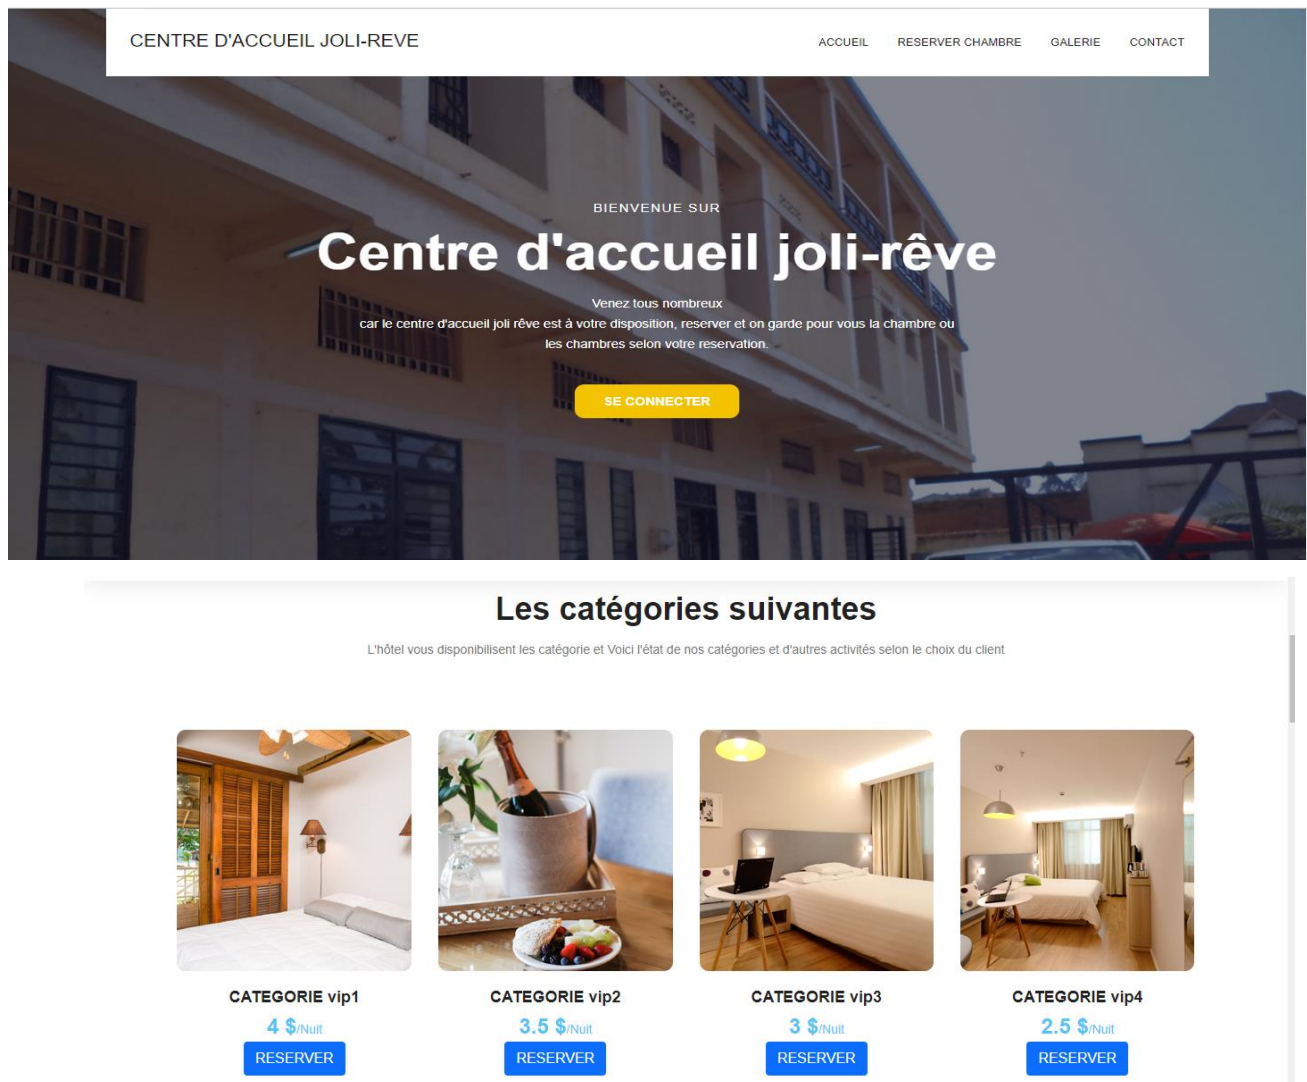 CENTRE D'ACCUEIL JOLI-REVE
ACCUEIL RESERVER CHAMBRE GALERIE CONTACT
BIENVENUE SUR
Centre d'accueil joli-rêve
Venez tous nombreux
car le centre d'accueil joli rêve est à votre disposition, reserver et on garde pour vous la chambre ou
les chambres selon votre reservation.
SE CONNECTER
Les catégories suivantes
L'hôtel vous disponibilisent les catégorie et Voici l'état de nos catégories et d'autres activités selon le choix du client
CATEGORIE vip1
4 $/Nuit
RESERVER
CATEGORIE vip2
3.5 $/Nuit
RESERVER
CATEGORIE vip3
3 $/Nuit
RESERVER
CATEGORIE vip4
2.5 $/Nuit
RESERVER